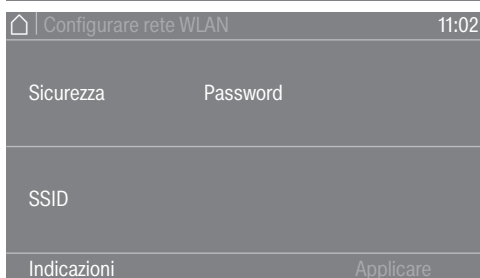 Configurare rete WLAN 11:02
Sicurezza Password
SSID
Indicazioni Applicare